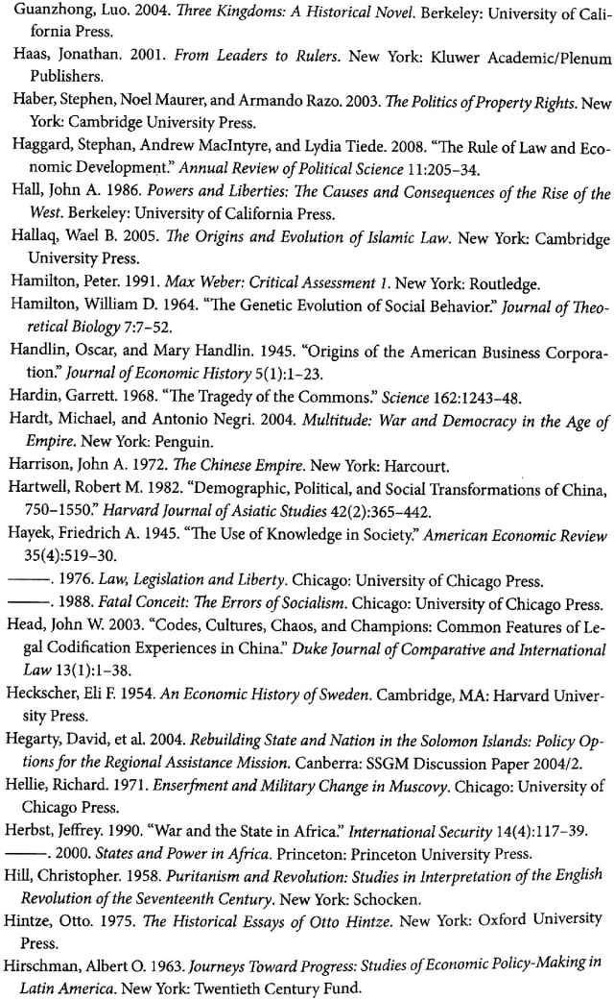 Guanzhong, Luo. 2004. Three Kingdoms: A Historical Novel. Berkeley: University of Cali-
fornia Press.
Haas, Jonathan. 2001. From Leaders to Rulers. New York: Kluwer Academic/Plenum
Publishers.
Haber, Stephen, Noel Maurer, and Armando Razo. 2003. The Politics of Property Rights. New
York: Cambridge University Press.
Haggard, Stephan, Andrew MacIntyre, and Lydia Tiede. 2008. “The Rule of Law and Eco-
nomic Development.” Annual Review of Political Science 11:205–34.
Hall, John A. 1986. Powers and Liberties: The Causes and Consequences of the Rise of the
West. Berkeley: University of California Press.
Hallaq, Wael B. 2005. The Origins and Evolution of Islamic Law. New York: Cambridge
University Press.
Hamilton, Peter. 1991. Max Weber: Critical Assessment 1. New York: Routledge.
Hamilton, William D. 1964. “The Genetic Evolution of Social Behavior.” Journal of Theo-
retical Biology 7:7–52.
Handlin, Oscar, and Mary Handlin. 1945. “Origins of the American Business Corpora-
tion.” Journal of Economic History 5(1):1–23.
Hardin, Garrett. 1968. “The Tragedy of the Commons.” Science 162:1243–48.
Hardt, Michael, and Antonio Negri. 2004. Multitude: War and Democracy in the Age of
Empire. New York: Penguin.
Harrison, John A. 1972. The Chinese Empire. New York: Harcourt.
Hartwell, Robert M. 1982. “Demographic, Political, and Social Transformations of China,
750–1550.” Harvard Journal of Asiatic Studies 42(2):365–442.
Hayek, Friedrich A. 1945. “The Use of Knowledge in Society.” American Economic Review
35(4):519–30.
———. 1976. Law, Legislation and Liberty. Chicago: University of Chicago Press.
———. 1988. Fatal Conceit: The Errors of Socialism. Chicago: University of Chicago Press.
Head, John W. 2003. “Codes, Cultures, Chaos, and Champions: Common Features of Le-
gal Codification Experiences in China.” Duke Journal of Comparative and International
Law 13(1):1–38.
Heckscher, Eli F. 1954. An Economic History of Sweden. Cambridge, MA: Harvard Univer-
sity Press.
Hegarty, David, et al. 2004. Rebuilding State and Nation in the Solomon Islands: Policy Op-
tions for the Regional Assistance Mission. Canberra: SSGM Discussion Paper 2004/2.
Hellie, Richard. 1971. Enserfment and Military Change in Muscovy. Chicago: University of
Chicago Press.
Herbst, Jeffrey. 1990. “War and the State in Africa.” International Security 14(4):117–39.
———. 2000. States and Power in Africa. Princeton: Princeton University Press.
Hill, Christopher. 1958. Puritanism and Revolution: Studies in Interpretation of the English
Revolution of the Seventeenth Century. New York: Schocken.
Hintze, Otto. 1975. The Historical Essays of Otto Hintze. New York: Oxford University
Press.
Hirschman, Albert O. 1963. Journeys Toward Progress: Studies of Economic Policy-Making in
Latin America. New York: Twentieth Century Fund.